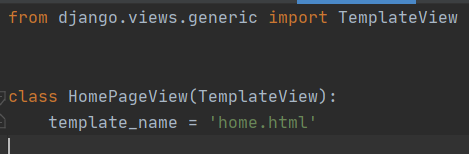 from django.views.generic import TemplateView
class HomePageView(TemplateView):
    template_name = 'home.html'